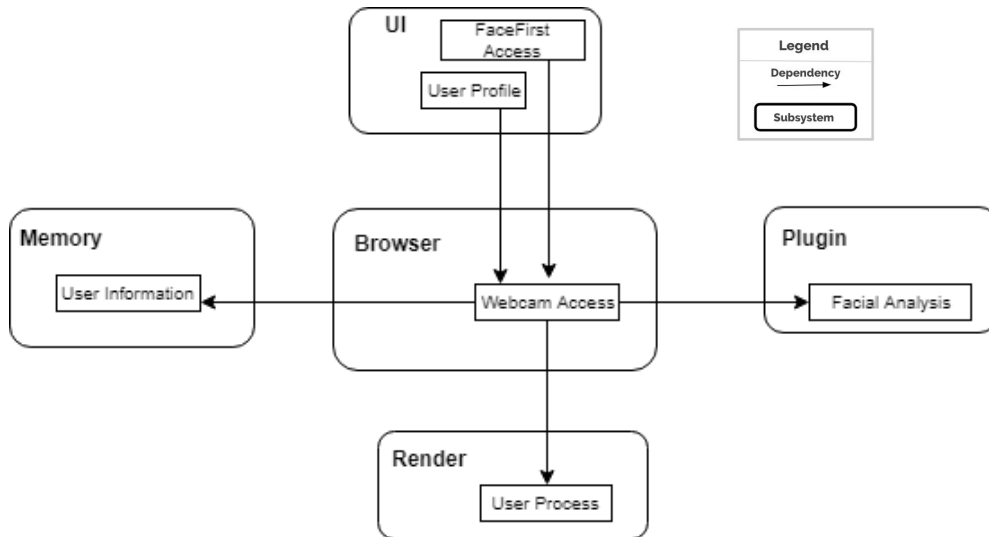 UI
FaceFirst
Access
User Profile
Legend
Dependency
Subsystem
Memory
User Information
Browser
Webcam Access
Plugin
Facial Analysis
Render
User Process